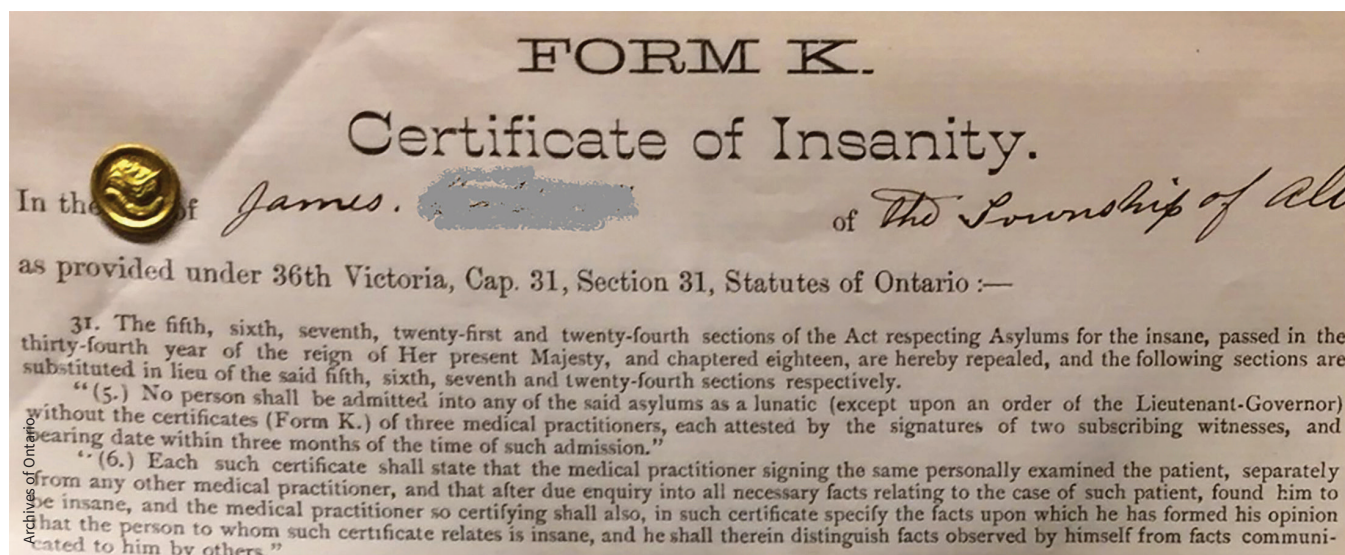 FORM K.
Certificate of Insanity.
In the of James. of The Township of
as provided under 36th Victoria, Cap. 31, Section 31, Statutes of Ontario :—
31. The fifth, sixth, seventh, twenty-first and twenty-fourth sections of the Act respecting Asylums for the insane, passed in the
thirty-fourth year of the reign of Her present Majesty, and chaptered eighteen, are hereby repealed, and the following sections are
substituted in lieu of the said fifth, sixth, seventh and twenty-fourth sections respectively.
"(5.) No person shall be admitted into any of the said asylums as a lunatic (except upon an order of the Lieutenant-Governor)
without the certificates (Form K.) of three medical practitioners, each attested by the signatures of two subscribing witnesses, and
bearing date within three months of the time of such admission."
"(6.) Each such certificate shall state that the medical practitioner signing the same personally examined the patient, separately
from any other medical practitioner, and that after due enquiry into all necessary facts relating to the case of such patient, found him to
be insane, and the medical practitioner so certifying shall also, in such certificate specify the facts upon which he has formed his opinion
that the person to whom such certificate relates is insane, and he shall therein distinguish facts observed by himself from facts communi-
cated to him by others."
Archives of Ontario